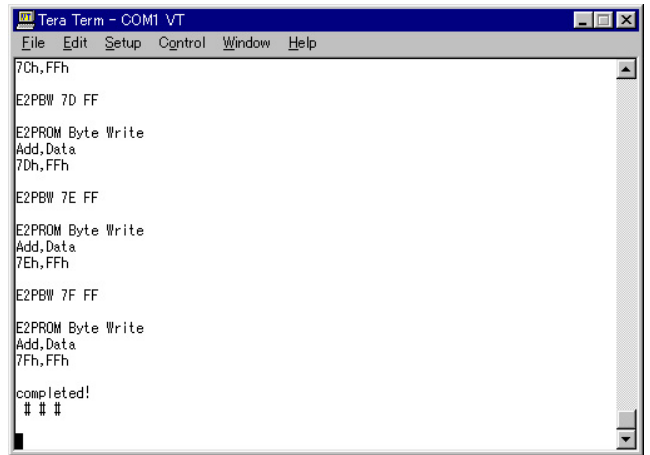 Tera Term - COM1 VT
File Edit Setup Control Window Help
7Ch,FFh
E2PBW 7D FF
E2PROM Byte Write
Add,Data
7Dh,FFh
E2PBW 7E FF
E2PROM Byte Write
Add,Data
7Eh,FFh
E2PBW 7F FF
E2PROM Byte Write
Add,Data
7Fh,FFh
completed!
# # #